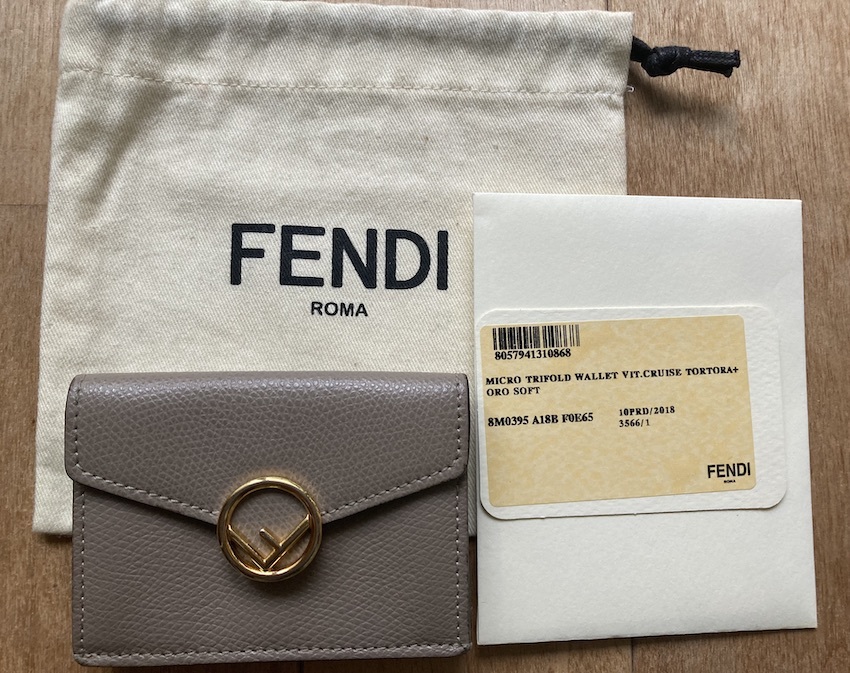 FENDI
ROMA
8057941310868
MICRO TRIFOLD WALLET VIT.CRUISE TORTORA+
ORO SOFT
8M0395 A18B F0E65
10PRD/2018
3566/1
FENDI
ROMA